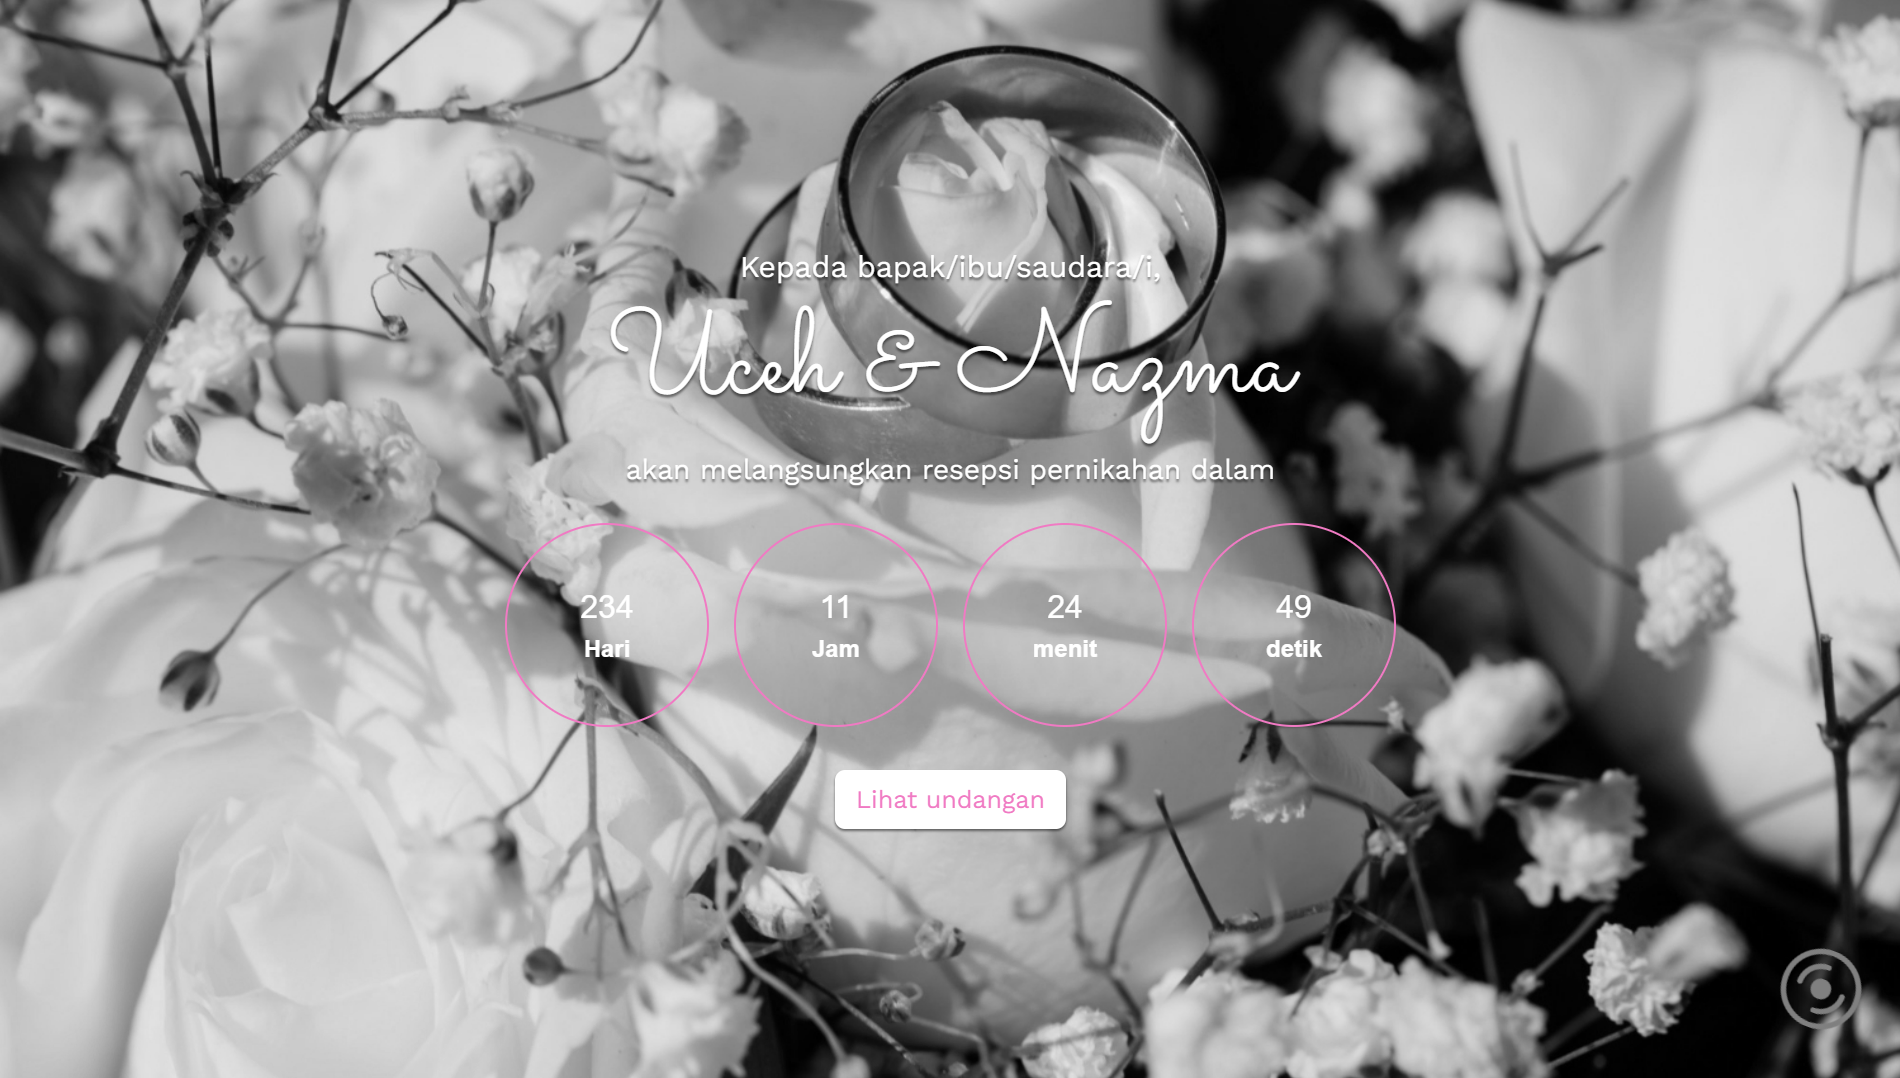 Kepada bapak/ibu/saudara/i,
Uceh & Nazma
akan melangsungkan resepsi pernikahan dalam
234 11 24 49
Hari Jam menit detik
Lihat undangan